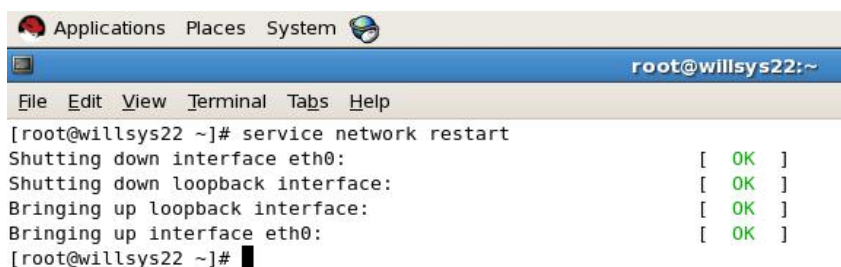 Applications Places System
root@willsys22:~
File Edit View Terminal Tabs Help
[root@willsys22 ~]# service network restart
Shutting down interface eth0: [ OK ]
Shutting down loopback interface: [ OK ]
Bringing up loopback interface: [ OK ]
Bringing up interface eth0: [ OK ]
[root@willsys22 ~]#